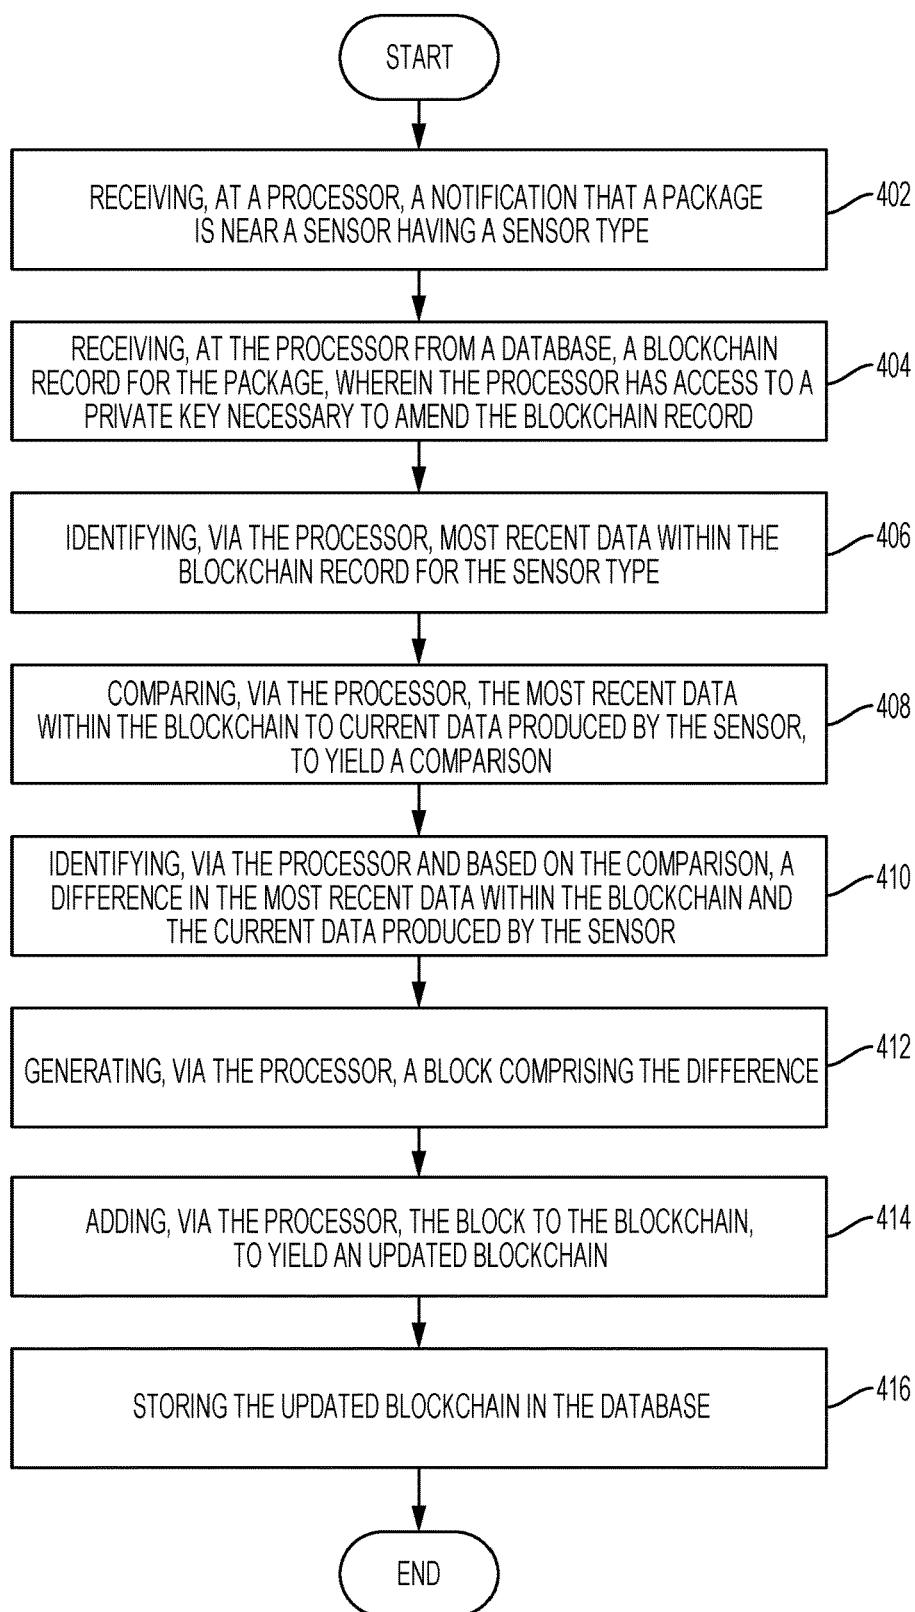 START
RECEIVING, AT A PROCESSOR, A NOTIFICATION THAT A PACKAGE
IS NEAR A SENSOR HAVING A SENSOR TYPE
402
RECEIVING, AT THE PROCESSOR FROM A DATABASE, A BLOCKCHAIN
RECORD FOR THE PACKAGE, WHEREIN THE PROCESSOR HAS ACCESS TO A
PRIVATE KEY NECESSARY TO AMEND THE BLOCKCHAIN RECORD
404
IDENTIFYING, VIA THE PROCESSOR, MOST RECENT DATA WITHIN THE
BLOCKCHAIN RECORD FOR THE SENSOR TYPE
406
COMPARING, VIA THE PROCESSOR, THE MOST RECENT DATA
WITHIN THE BLOCKCHAIN TO CURRENT DATA PRODUCED BY THE SENSOR,
TO YIELD A COMPARISON
408
IDENTIFYING, VIA THE PROCESSOR AND BASED ON THE COMPARISON, A
DIFFERENCE IN THE MOST RECENT DATA WITHIN THE BLOCKCHAIN AND
THE CURRENT DATA PRODUCED BY THE SENSOR
410
GENERATING, VIA THE PROCESSOR, A BLOCK COMPRISING THE DIFFERENCE
412
ADDING, VIA THE PROCESSOR, THE BLOCK TO THE BLOCKCHAIN,
TO YIELD AN UPDATED BLOCKCHAIN
414
STORING THE UPDATED BLOCKCHAIN IN THE DATABASE
416
END